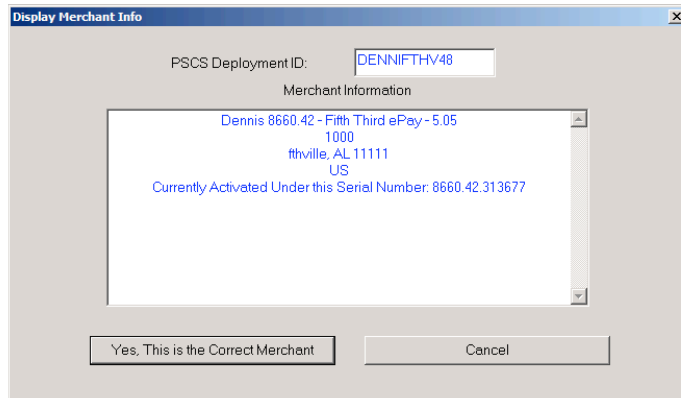 Display Merchant Info
PSCS Deployment ID: DENNIFTHV48
Merchant Information
Dennis 8660.42 - Fifth Third ePay - 5.05
1000
fthville, AL 11111
US
Currently Activated Under this Serial Number: 8660.42.313677
Yes, This is the Correct Merchant Cancel